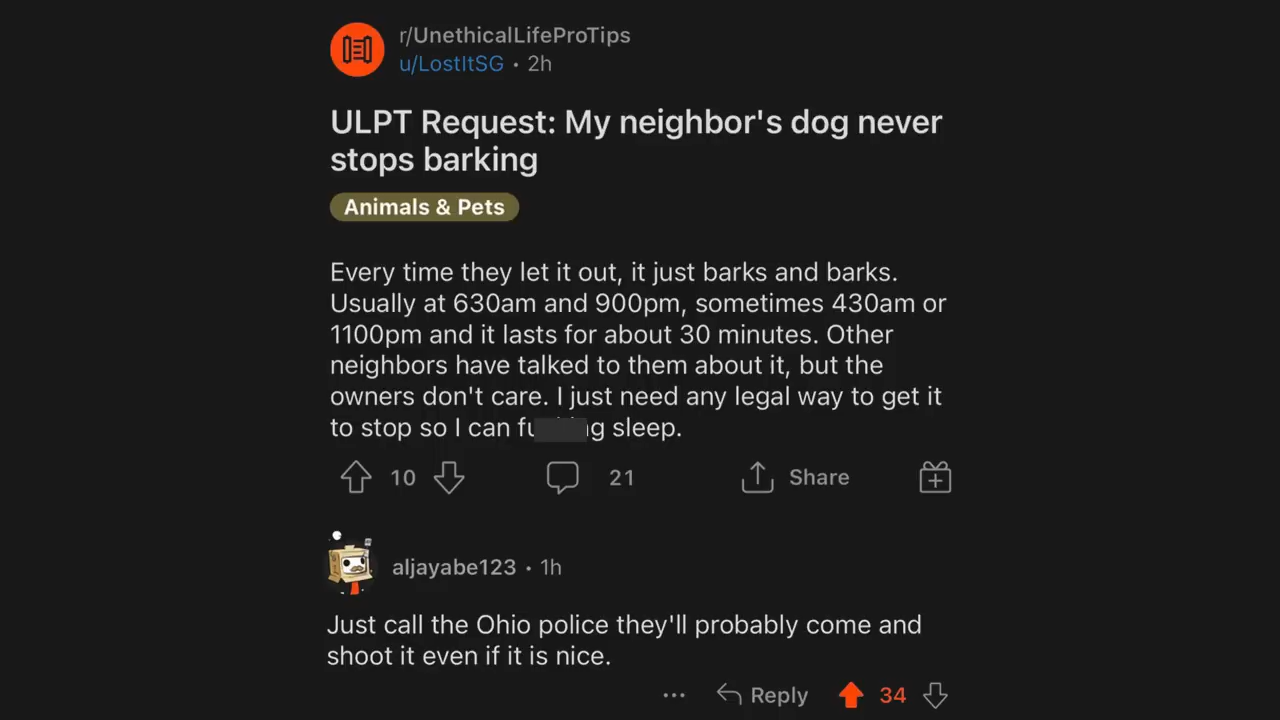 r/UnethicalLifeProTips
u/LostItSG • 2h
ULPT Request: My neighbor's dog never
stops barking
Animals & Pets
Every time they let it out, it just barks and barks.
Usually at 630am and 900pm, sometimes 430am or
1100pm and it lasts for about 30 minutes. Other
neighbors have talked to them about it, but the
owners don't care. I just need any legal way to get it
to stop so I can fu g sleep.
10 21 Share
aljayabe123 • 1h
Just call the Ohio police they'll probably come and
shoot it even if it is nice.
... Reply 34